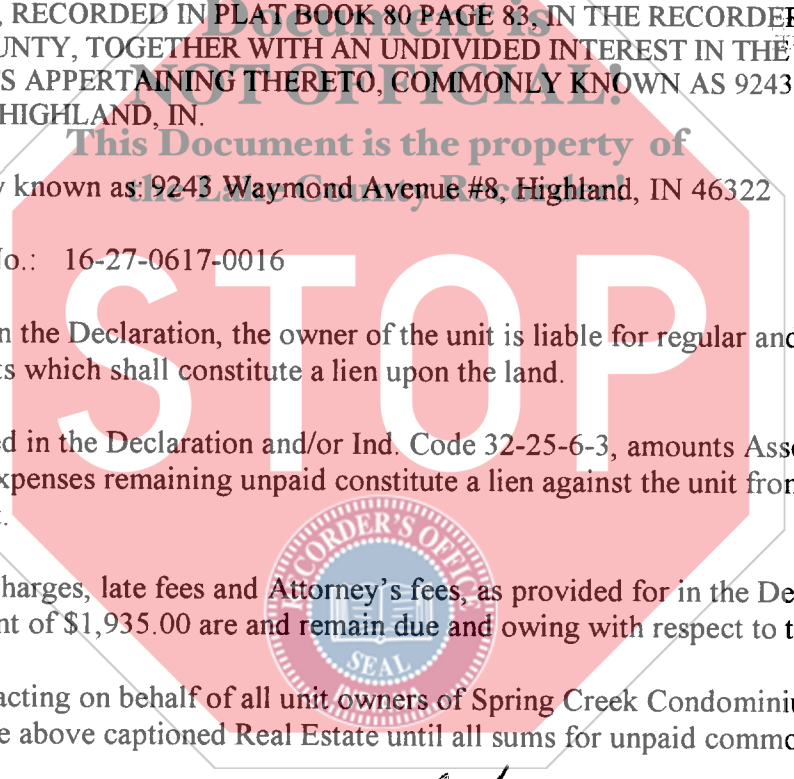 , RECORDED IN PLAT BOOK 80 PAGE 83, IN THE RECORDER
Document is
UNTY, TOGETHER WITH AN UNDIVIDED INTEREST IN THE
S APPERTAINING THERETO, COMMONLY KNOWN AS 9243
NOT OFFICIAL!
HIGHLAND, IN.
This Document is the property of
y known as: 9243 Waymond Avenue #8, Highland, IN 46322
the Lake County Recorder!
No.: 16-27-0617-0016
STOP
n the Declaration, the owner of the unit is liable for regular and
ts which shall constitute a lien upon the land.
ed in the Declaration and/or Ind. Code 32-25-6-3, amounts Asse
xpenses remaining unpaid constitute a lien against the unit from
t.
RECORDER'S OFFICE
harges, late fees and Attorney's fees, as provided for in the De
nt of $1,935.00 are and remain due and owing with respect to t
SEAL
INDIANA
acting on behalf of all unit owners of Spring Creek Condominiu
e above captioned Real Estate until all sums for unpaid commo